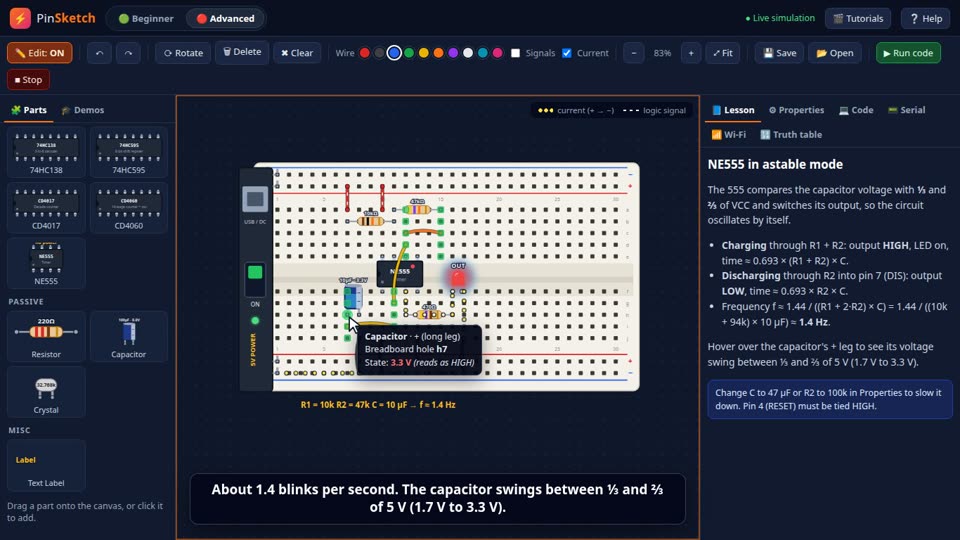 PinSketch
Beginner
Advanced
Live simulation
Tutorials
Help
Edit: ON
Rotate
Delete
Clear
Wire
Signals
Current
83%
Fit
Save
Open
Run code
Stop
Parts
Demos
74HC138
74HC138
74HC595
74HC595
CD4017
CD4017
CD4060
CD4060
NE555
NE555
PASSIVE
220Ω
Resistor
Capacitor
32.768k
Crystal
MISC
Label
Text Label
Drag a part onto the canvas, or click it
to add.
current (+ → −)
logic signal
USB / DC
ON
5V POWER
47kΩ
NE555
OUT
Capacitor · + (long leg)
Breadboard hole h7
State: 3.3 V (reads as HIGH)
R1 = 10k R2 = 47k C = 10 µF → f ≈ 1.4 Hz
About 1.4 blinks per second. The capacitor swings between ⅓ and ⅔
of 5 V (1.7 V to 3.3 V).
Lesson
Properties
Code
Serial
Wi-Fi
Truth table
NE555 in astable mode
The 555 compares the capacitor voltage with ⅓ and
⅔ of VCC and switches its output, so the circuit
oscillates by itself.
• Charging through R1 + R2: output HIGH, LED on,
time ≈ 0.693 × (R1 + R2) × C.
• Discharging through R2 into pin 7 (DIS): output
LOW, time ≈ 0.693 × R2 × C.
• Frequency f ≈ 1.44 / ((R1 + 2·R2) × C) = 1.44 / ((10k
+ 94k) × 10 µF) ≈ 1.4 Hz.
Hover over the capacitor's + leg to see its voltage
swing between ⅓ and ⅔ of 5 V (1.7 V to 3.3 V).
Change C to 47 µF or R2 to 100k in Properties to slow it
down. Pin 4 (RESET) must be tied HIGH.